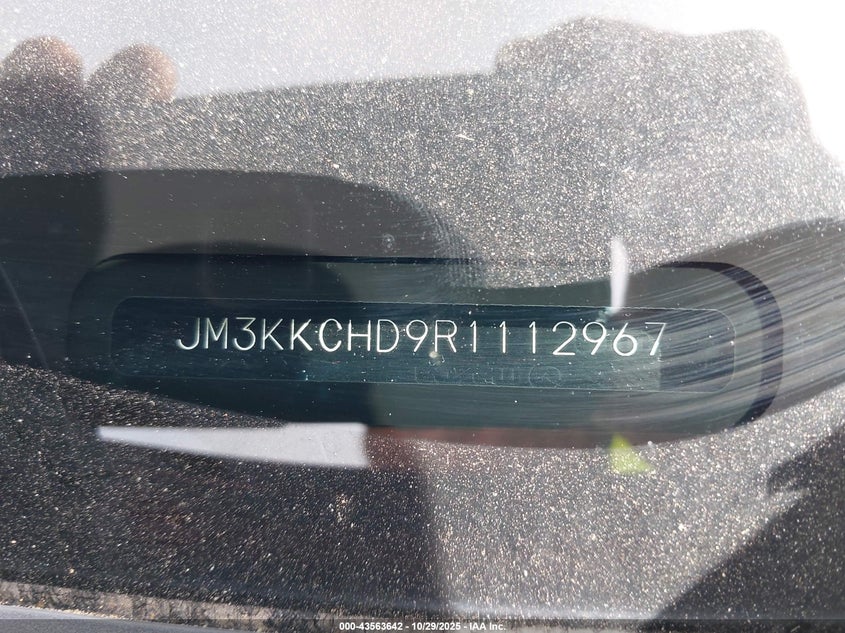 JM3KKCHD9R1112967
000-43563642 - 10/29/2025 - IAA Inc.